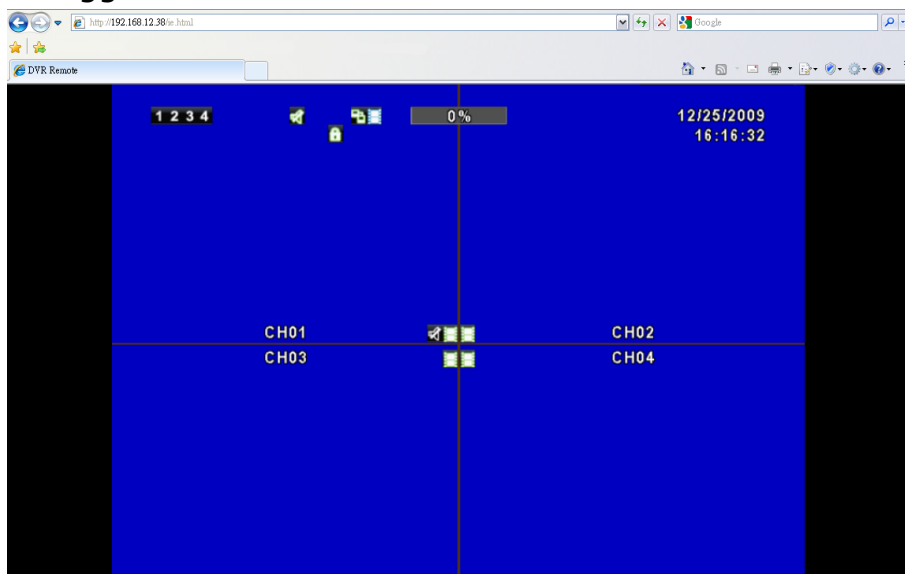 http://192.168.12.38/ie.html
Google
DVR Remote
1 2 3 4
0%
12/25/2009
16:16:32
CH01
CH02
CH03
CH04